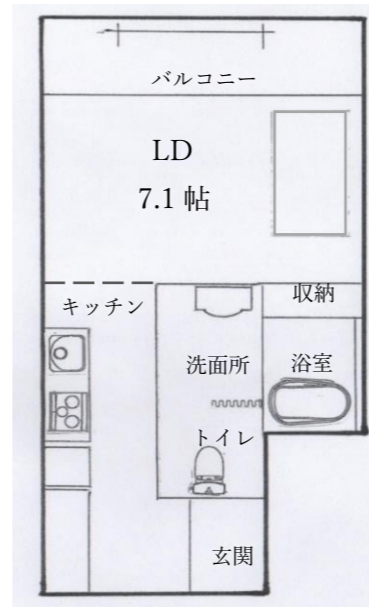 バルコニー
LD
7.1 帖
キッチン
収納
洗面所
浴室
トイレ
玄関